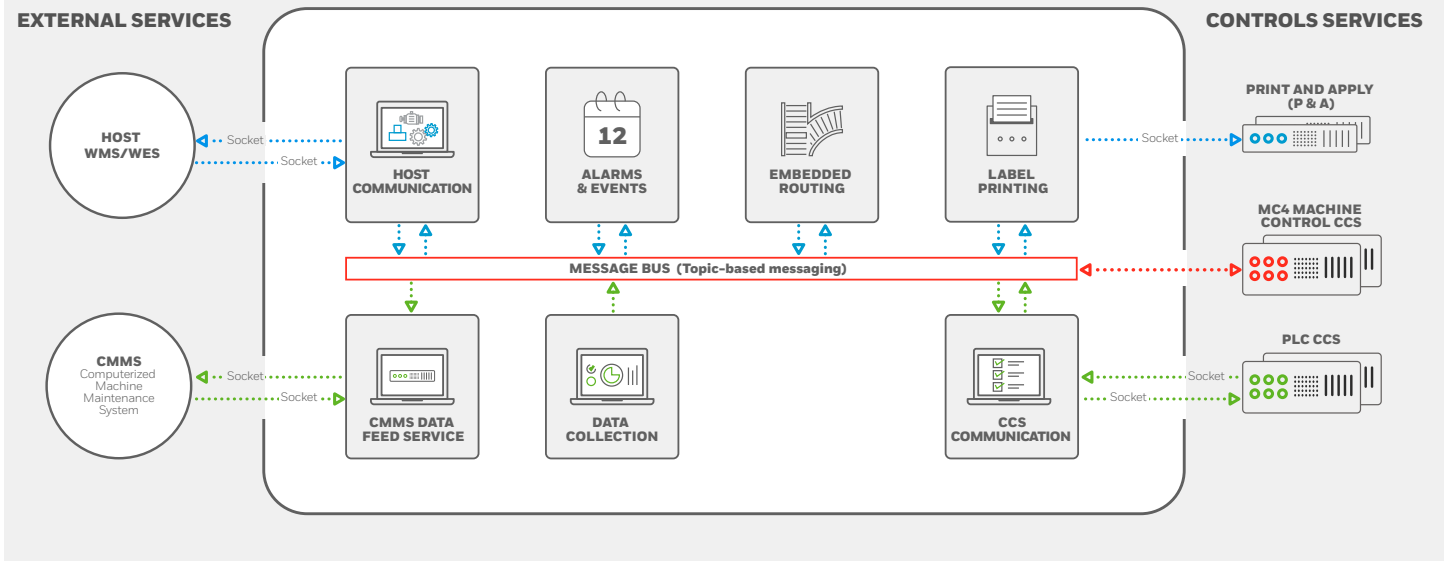 EXTERNAL SERVICES
CONTROLS SERVICES
HOST
WMS/WES
Socket
Socket
HOST
COMMUNICATION
12
ALARMS
& EVENTS
EMBEDDED
ROUTING
LABEL
PRINTING
Socket
PRINT AND APPLY
(P & A)
MC4 MACHINE
CONTROL CCS
MESSAGE BUS (Topic-based messaging)
CMMS
Computerized
Machine
Maintenance
System
Socket
Socket
CMMS DATA
FEED SERVICE
DATA
COLLECTION
CCS
COMMUNICATION
Socket
Socket
PLC CCS